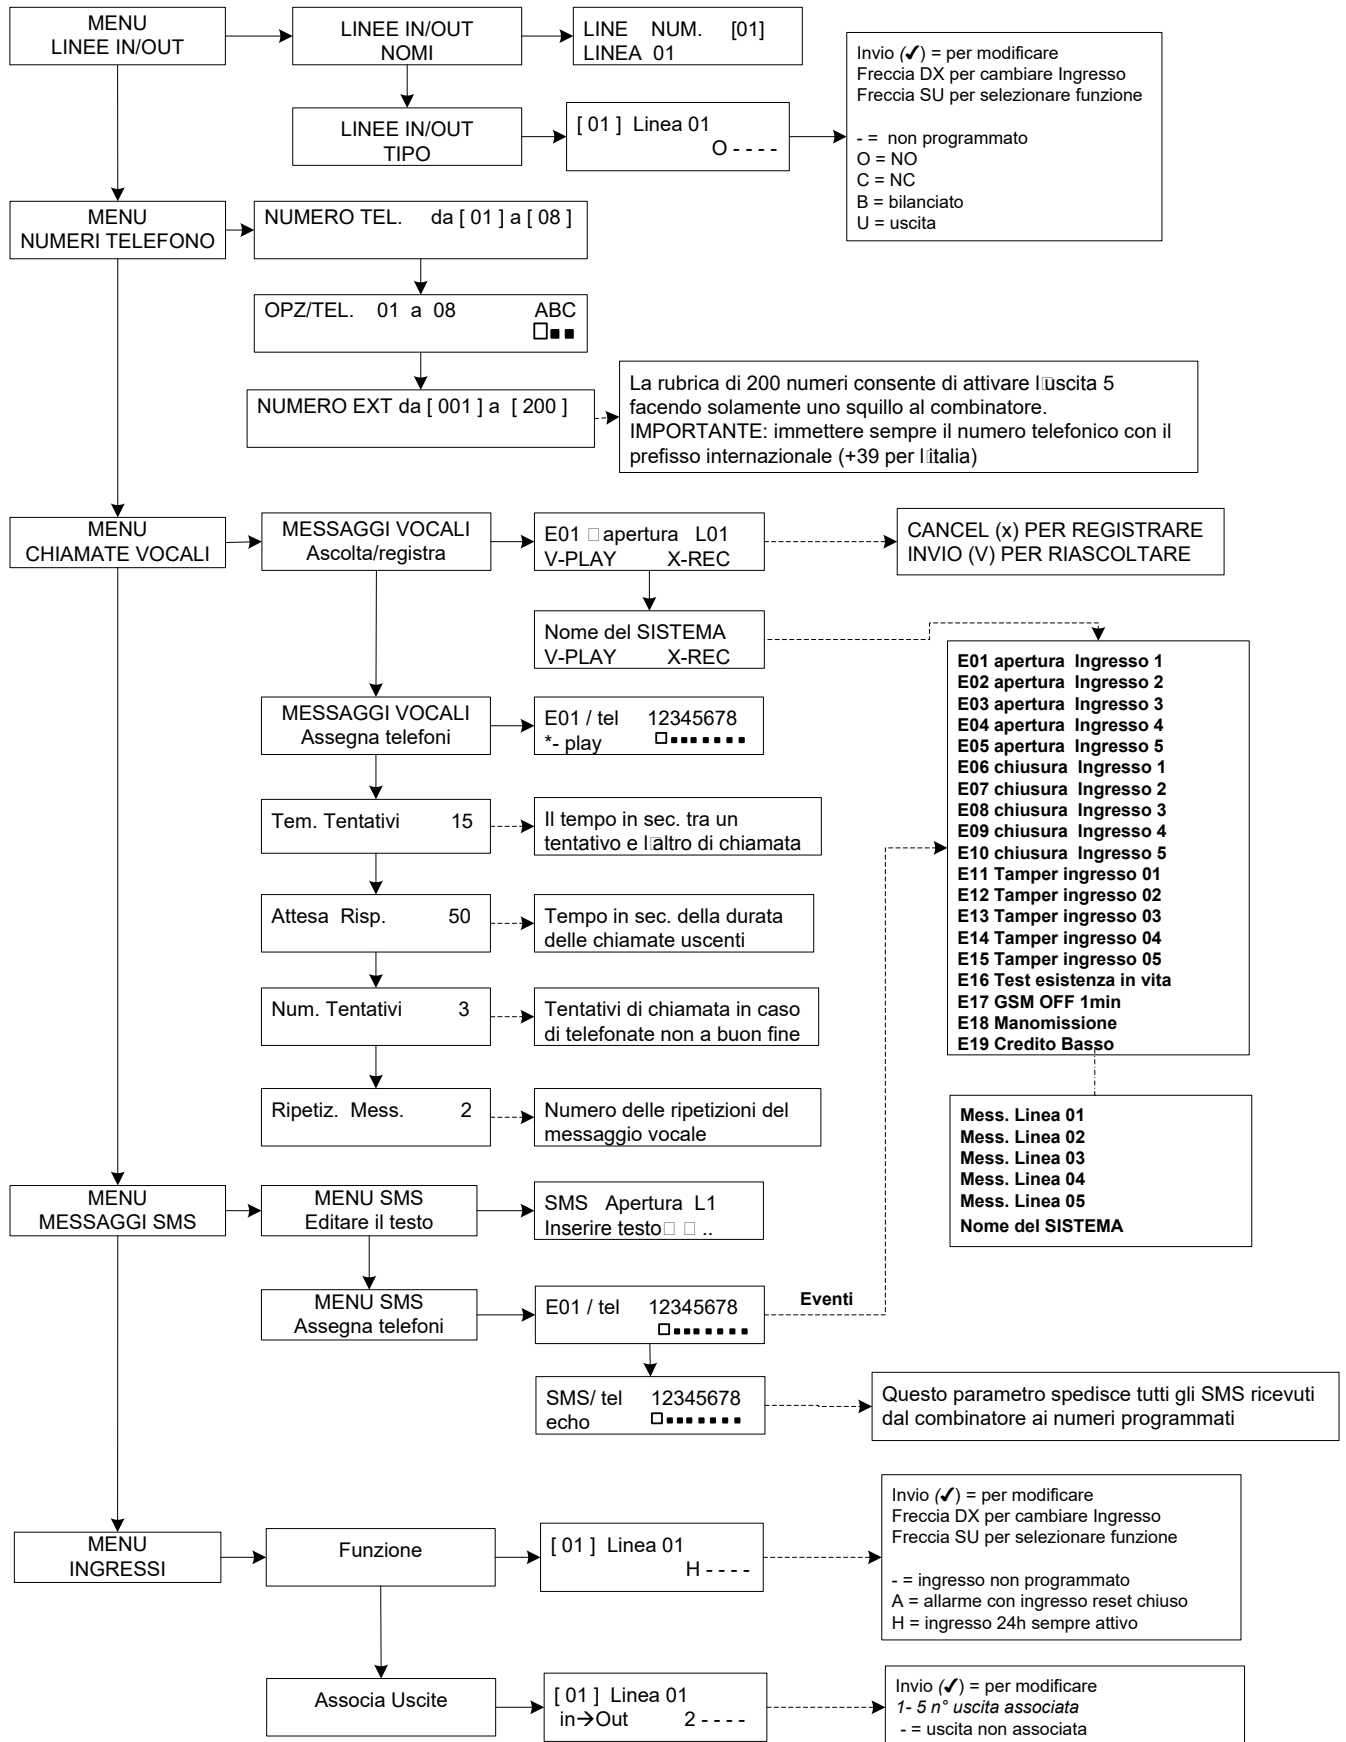 MENU
LINEE IN/OUT
LINEE IN/OUT
NOMI
LINE NUM. [01]
LINEA 01
LINEE IN/OUT
TIPO
[ 01 ] Linea 01
O - - - -
Invio (✔) = per modificare
Freccia DX per cambiare Ingresso
Freccia SU per selezionare funzione
- = non programmato
O = NO
C = NC
B = bilanciato
U = uscita
MENU
NUMERI TELEFONO
NUMERO TEL. da [ 01 ] a [ 08 ]
OPZ/TEL. 01 a 08 ABC
□▪▪
NUMERO EXT da [ 001 ] a [ 200 ]
La rubrica di 200 numeri consente di attivare l□uscita 5
facendo solamente uno squillo al combinatore.
IMPORTANTE: immettere sempre il numero telefonico con il
prefisso internazionale (+39 per l□italia)
MENU
CHIAMATE VOCALI
MESSAGGI VOCALI
Ascolta/registra
E01 □ apertura L01
V-PLAY X-REC
CANCEL (x) PER REGISTRARE
INVIO (V) PER RIASCOLTARE
Nome del SISTEMA
V-PLAY X-REC
E01 apertura Ingresso 1
E02 apertura Ingresso 2
E03 apertura Ingresso 3
E04 apertura Ingresso 4
E05 apertura Ingresso 5
E06 chiusura Ingresso 1
E07 chiusura Ingresso 2
E08 chiusura Ingresso 3
E09 chiusura Ingresso 4
E10 chiusura Ingresso 5
E11 Tamper ingresso 01
E12 Tamper ingresso 02
E13 Tamper ingresso 03
E14 Tamper ingresso 04
E15 Tamper ingresso 05
E16 Test esistenza in vita
E17 GSM OFF 1min
E18 Manomissione
E19 Credito Basso
Mess. Linea 01
Mess. Linea 02
Mess. Linea 03
Mess. Linea 04
Mess. Linea 05
Nome del SISTEMA
MESSAGGI VOCALI
Assegna telefoni
E01 / tel 12345678
*- play □▪▪▪▪▪▪▪
Tem. Tentativi 15
Il tempo in sec. tra un
tentativo e l□altro di chiamata
Attesa Risp. 50
Tempo in sec. della durata
delle chiamate uscenti
Num. Tentativi 3
Tentativi di chiamata in caso
di telefonate non a buon fine
Ripetiz. Mess. 2
Numero delle ripetizioni del
messaggio vocale
MENU
MESSAGGI SMS
MENU SMS
Editare il testo
SMS Apertura L1
Inserire testo□ □ ..
MENU SMS
Assegna telefoni
E01 / tel 12345678
□▪▪▪▪▪▪▪
Eventi
SMS/ tel 12345678
echo □▪▪▪▪▪▪▪
Questo parametro spedisce tutti gli SMS ricevuti
dal combinatore ai numeri programmati
MENU
INGRESSI
Funzione
[ 01 ] Linea 01
H - - - -
Invio (✔) = per modificare
Freccia DX per cambiare Ingresso
Freccia SU per selezionare funzione
- = ingresso non programmato
A = allarme con ingresso reset chiuso
H = ingresso 24h sempre attivo
Associa Uscite
[ 01 ] Linea 01
in→Out 2 - - - -
Invio (✔) = per modificare
1- 5 n° uscita associata
- = uscita non associata